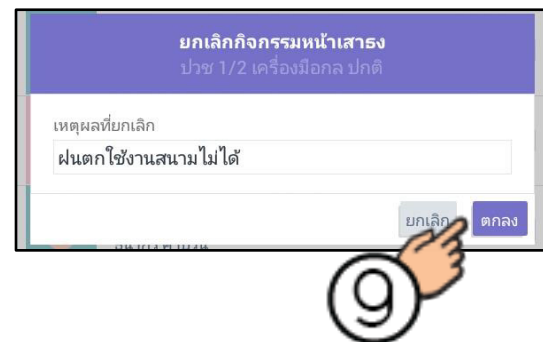 ยกเลิกกิจกรรมหน้าเสาธง
ปวช 1/2 เครื่องมือกล ปกติ
เหตุผลที่ยกเลิก
ฝนตกใช้งานสนามไม่ได้
ยกเลิก ตกลง
9